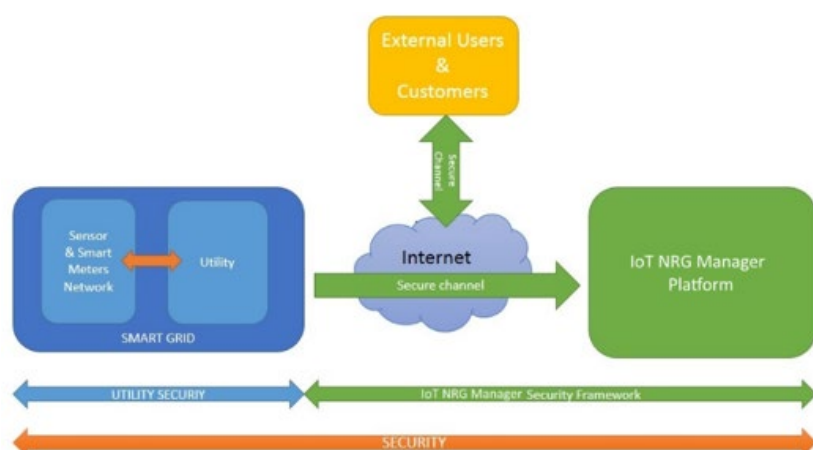 External Users
&
Customers
Secure
Channel
Sensor
& Smart
Meters
Network
Utility
SMART GRID
Internet
Secure channel
IoT NRG Manager
Platform
UTILITY SECURIY
IoT NRG Manager Security Framework
SECURITY